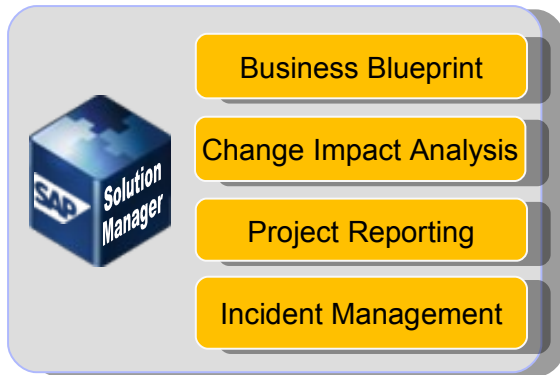 Business Blueprint
Change Impact Analysis
Project Reporting
Incident Management
SAP
Solution
Manager